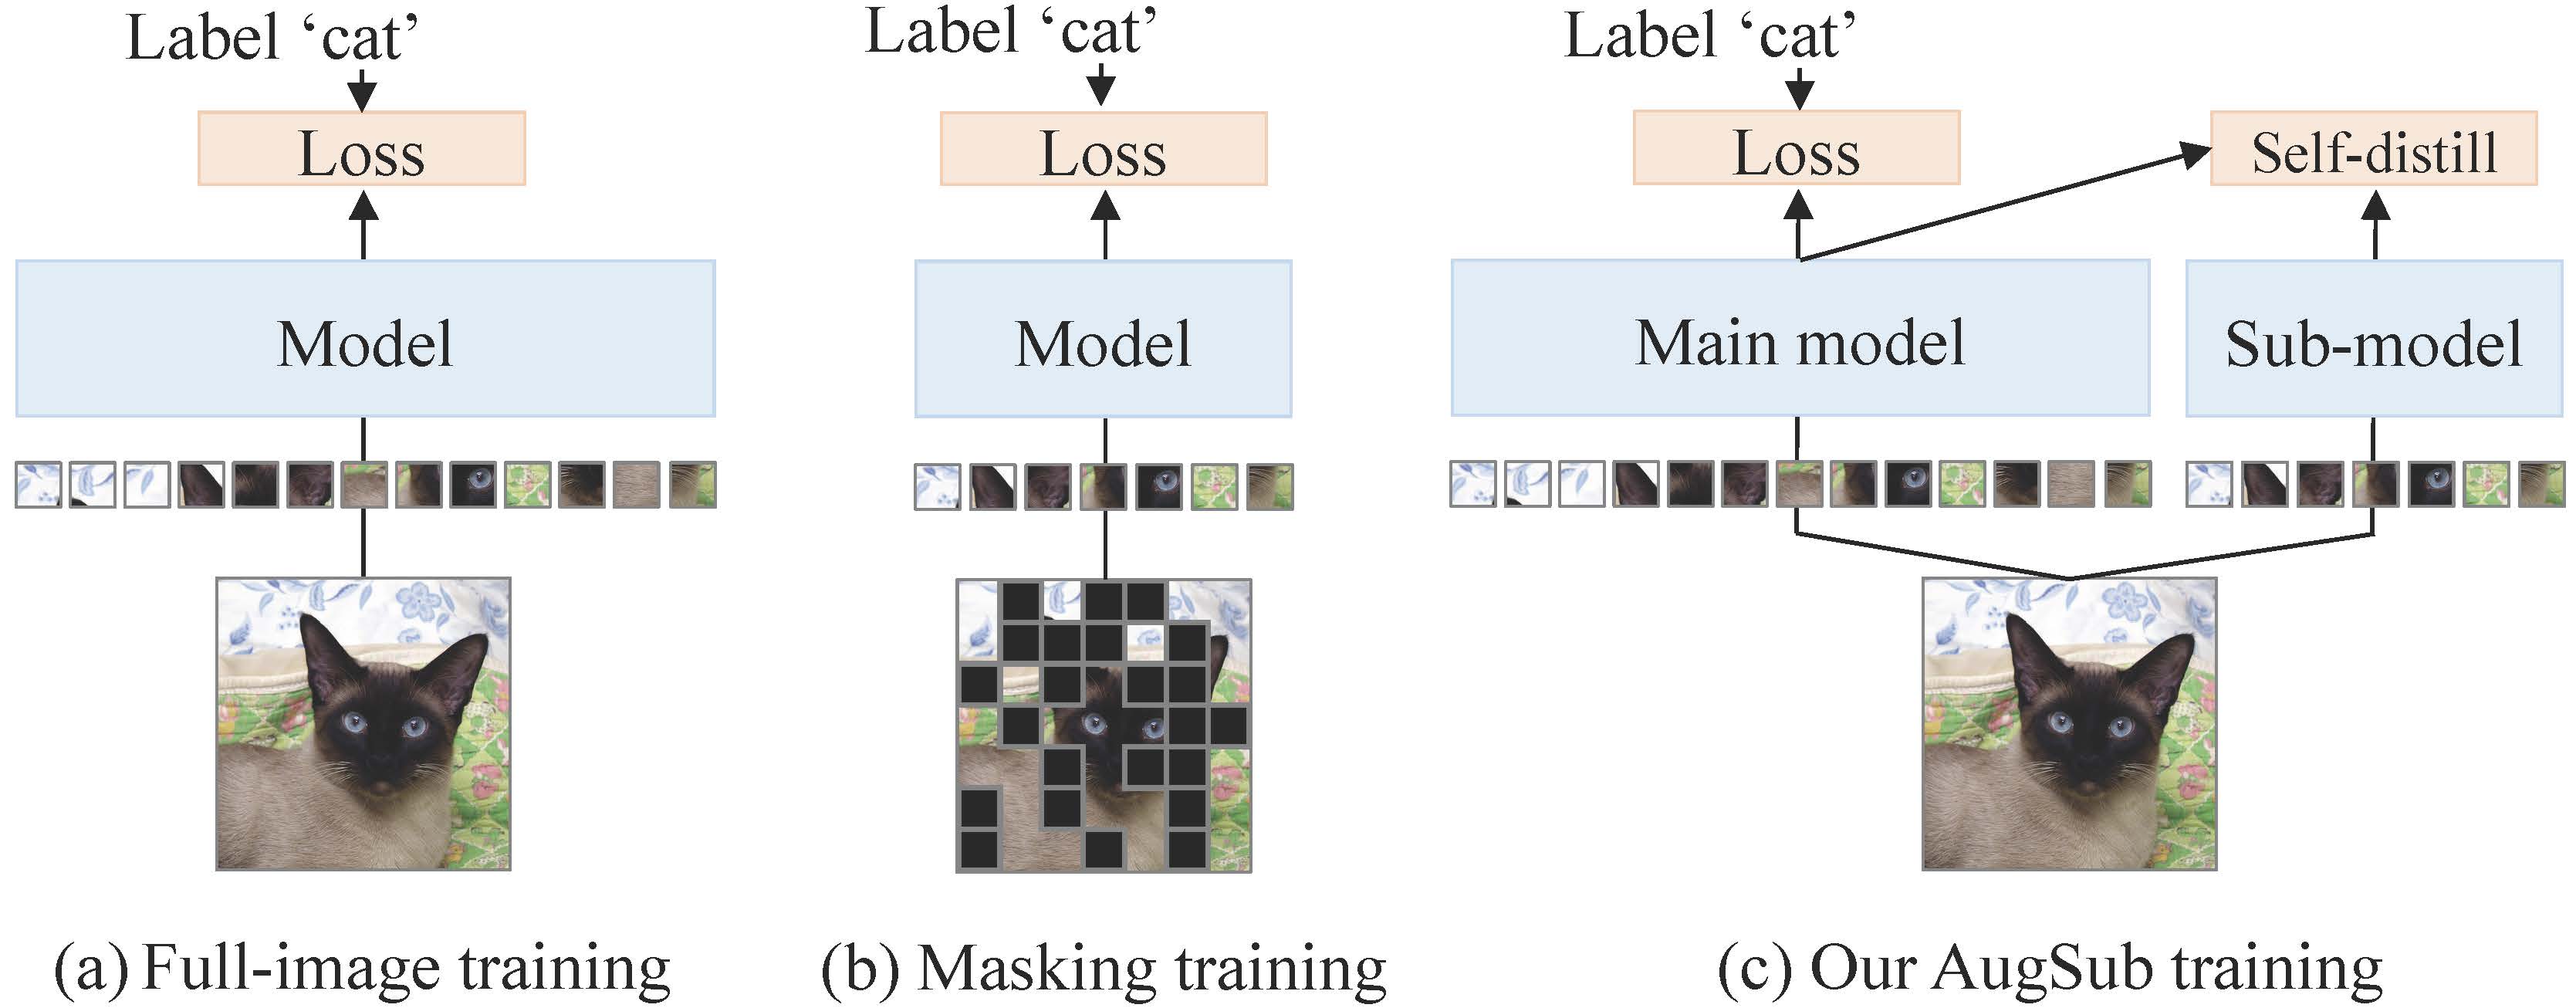 Label ‘cat’
Loss
Model
(a) Full-image training
Label ‘cat’
Loss
Model
(b) Masking training
Label ‘cat’
Loss
Self-distill
Main model
Sub-model
(c) Our AugSub training